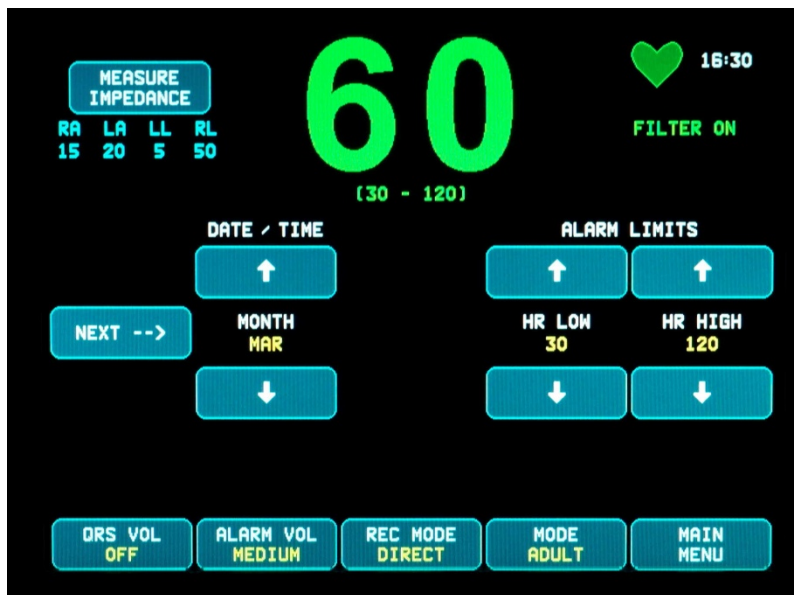 MEASURE
IMPEDANCE
RA LA LL RL
15 20 5 50
60
(30 - 120)
16:30
FILTER ON
DATE / TIME
NEXT -->
MONTH
MAR
ALARM LIMITS
HR LOW
30
HR HIGH
120
QRS VOL
OFF
ALARM VOL
MEDIUM
REC MODE
DIRECT
MODE
ADULT
MAIN
MENU